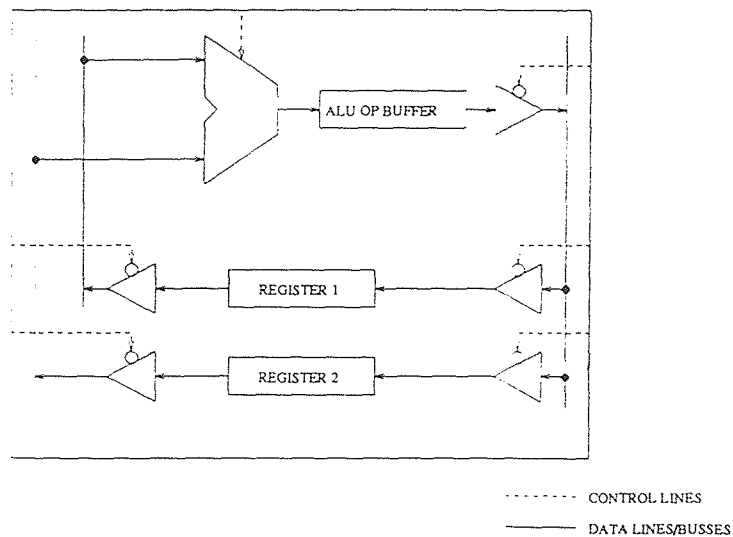 ALU OP BUFFER
REGISTER 1
REGISTER 2
CONTROL LINES
DATA LINES/BUSSES